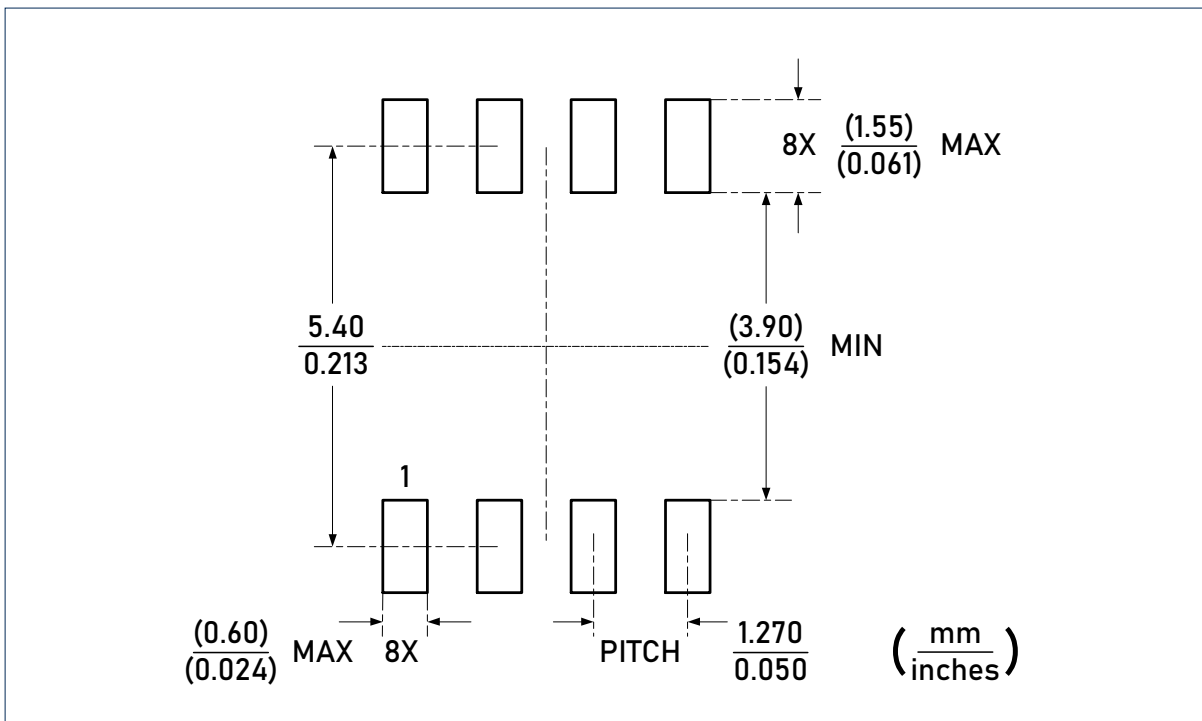 8X (1.55) MAX
(0.061)
5.40
0.213
(3.90) MIN
(0.154)
1
(0.60) MAX 8X
(0.024)
PITCH 1.270
0.050
(mm
inches)